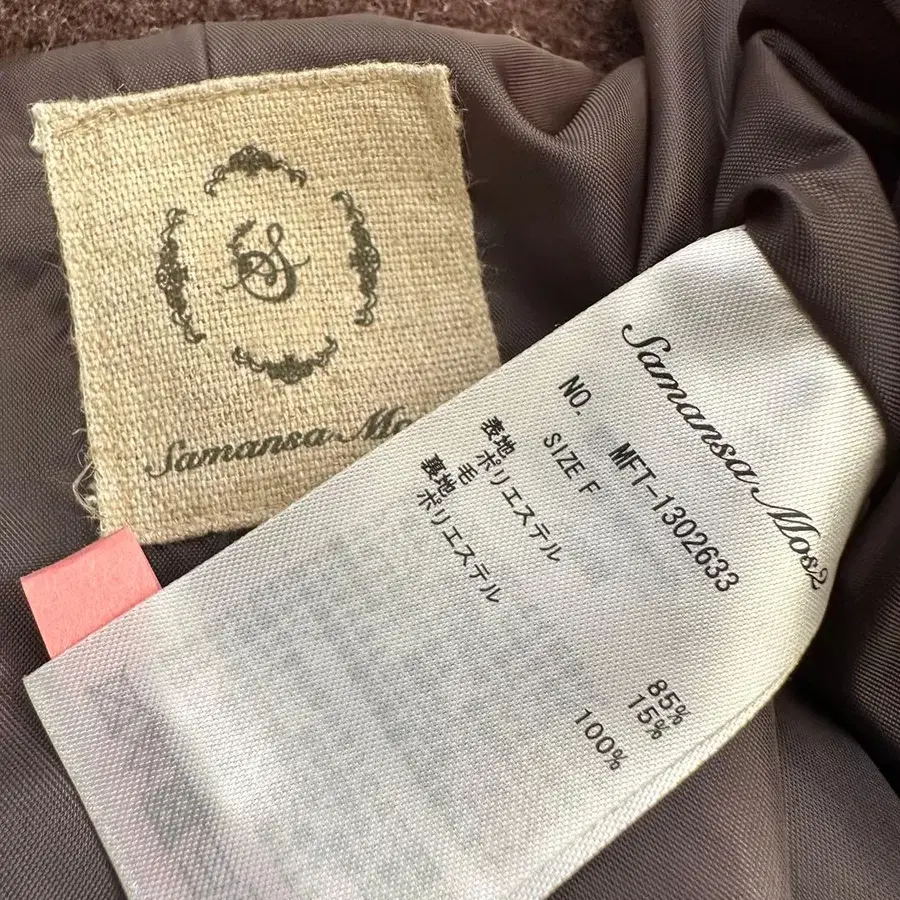 S
Samansa Mo
Samansa Mos2
NO. MFT-1302633
SIZE F
表地
ポリエステル 85%
毛 15%
裏地
ポリエステル 100%